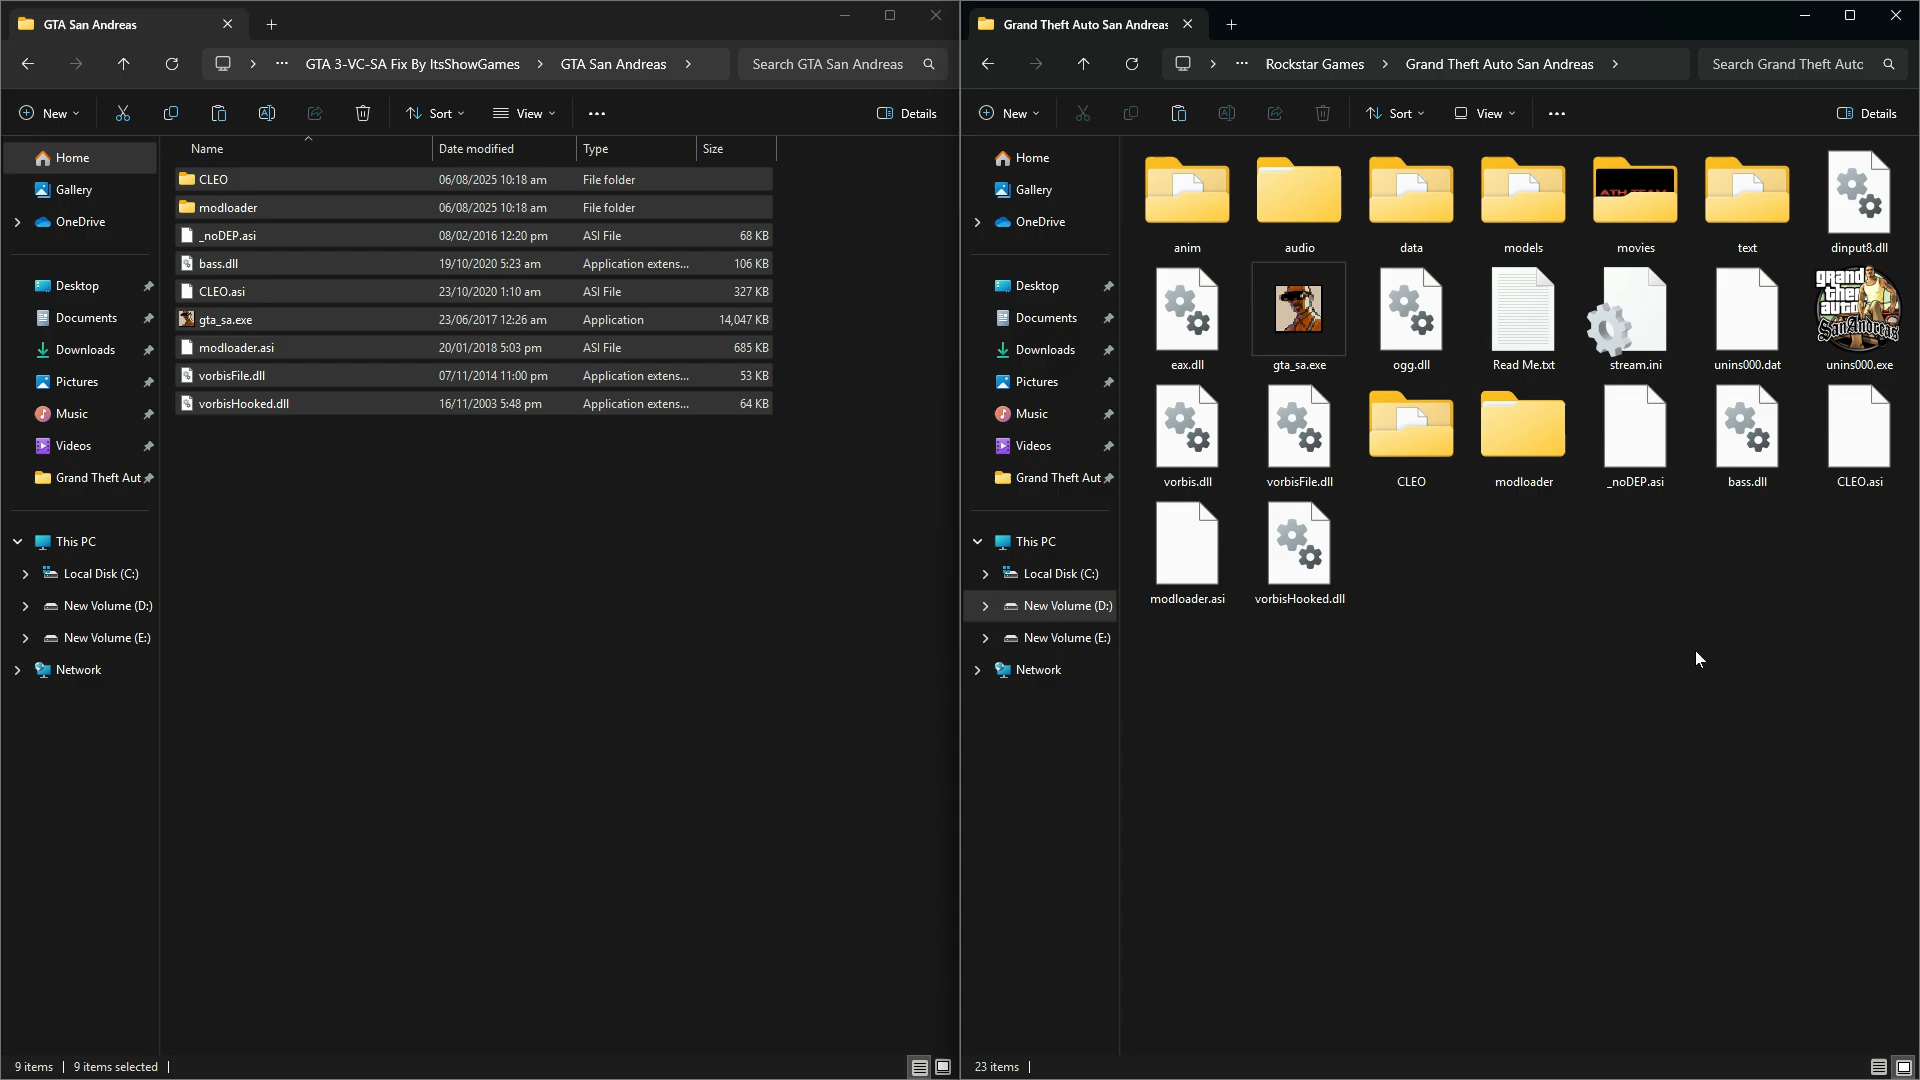 GTA San Andreas
GTA 3-VC-SA Fix By ItsShowGames
GTA San Andreas
Search GTA San Andreas
New
Sort
View
Details
Home
Gallery
OneDrive
Desktop
Documents
Downloads
Pictures
Music
Videos
Grand Theft Aut
This PC
Local Disk (C:)
New Volume (D:)
New Volume (E:)
Network
Name Date modified Type Size
CLEO 06/08/2025 10:18 am File folder
modloader 06/08/2025 10:18 am File folder
_noDEP.asi 08/02/2016 12:20 pm ASI File 68 KB
bass.dll 19/10/2020 5:23 am Application extens... 106 KB
CLEO.asi 23/10/2020 1:10 am ASI File 327 KB
gta_sa.exe 23/06/2017 12:26 am Application 14,047 KB
modloader.asi 20/01/2018 5:03 pm ASI File 685 KB
vorbisFile.dll 07/11/2014 11:00 pm Application extens... 53 KB
vorbisHooked.dll 16/11/2003 5:48 pm Application extens... 64 KB
9 items 9 items selected
Grand Theft Auto San Andreas
Rockstar Games
Grand Theft Auto San Andreas
Search Grand Theft Auto
New
Sort
View
Details
Home
Gallery
OneDrive
Desktop
Documents
Downloads
Pictures
Music
Videos
Grand Theft Aut
This PC
Local Disk (C:)
New Volume (D:)
New Volume (E:)
Network
anim audio data models movies text dinput8.dll
eax.dll gta_sa.exe ogg.dll Read Me.txt stream.ini unins000.dat unins000.exe
grand
theft
auto
San Andreas
vorbis.dll vorbisFile.dll CLEO modloader _noDEP.asi bass.dll CLEO.asi
modloader.asi vorbisHooked.dll
23 items